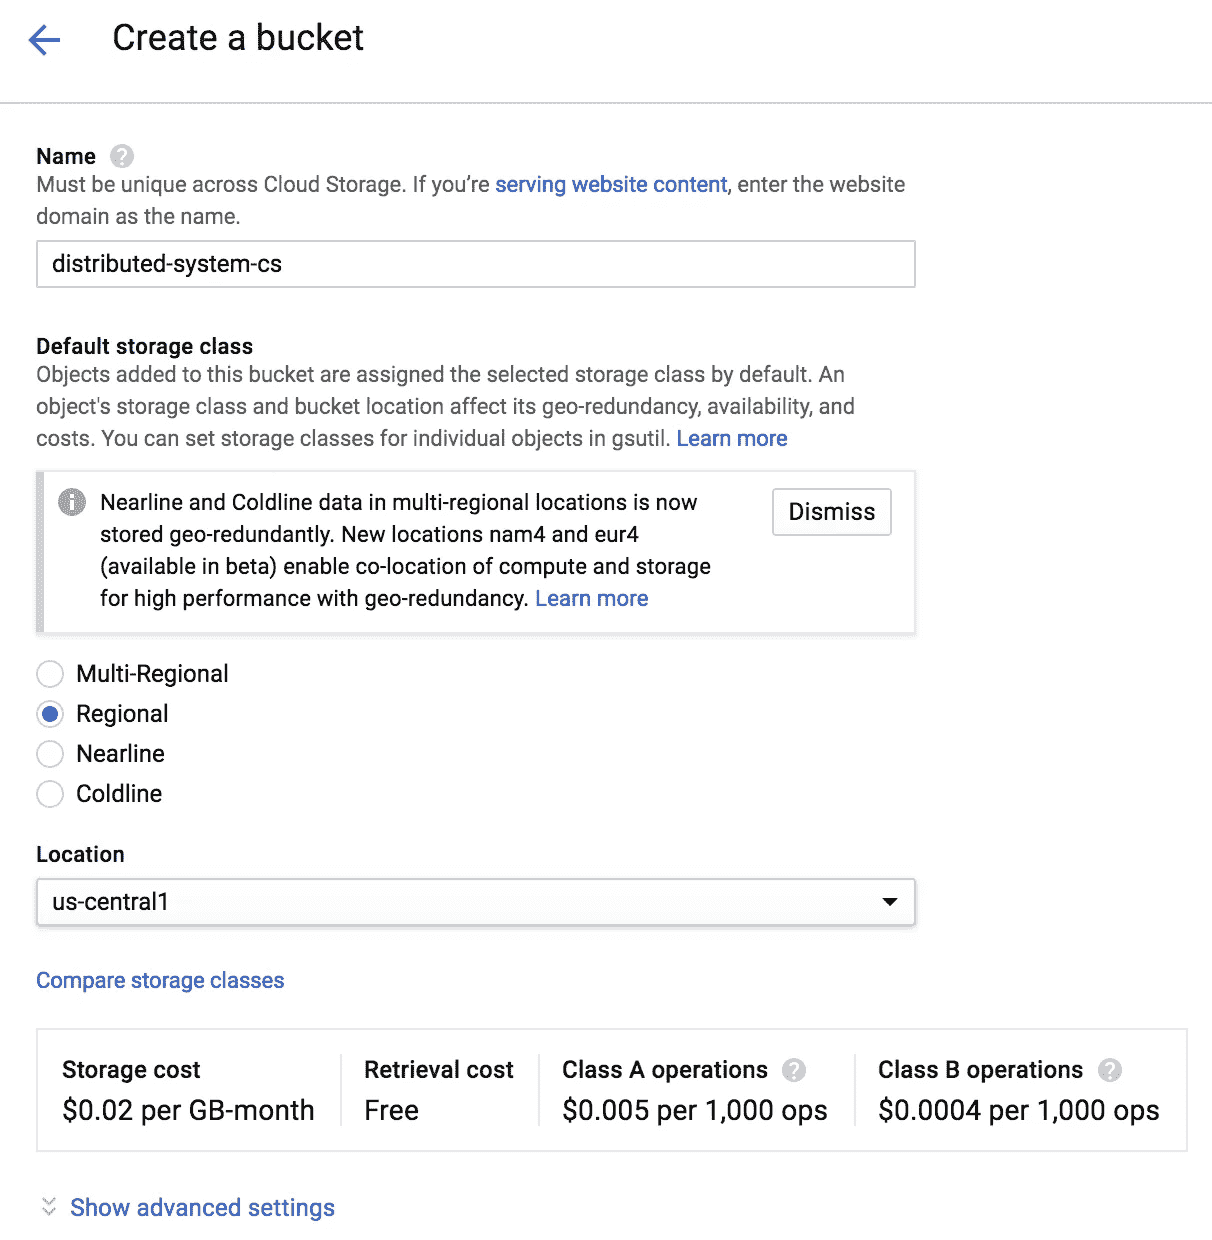 Create a bucket
Name ?
Must be unique across Cloud Storage. If you're serving website content, enter the website
domain as the name.
distributed-system-cs
Default storage class
Objects added to this bucket are assigned the selected storage class by default. An
object's storage class and bucket location affect its geo-redundancy, availability, and
costs. You can set storage classes for individual objects in gsutil. Learn more
Nearline and Coldline data in multi-regional locations is now
stored geo-redundantly. New locations nam4 and eur4
(available in beta) enable co-location of compute and storage
for high performance with geo-redundancy. Learn more
Dismiss
Multi-Regional
Regional
Nearline
Coldline
Location
us-central1
Compare storage classes
Storage cost
$0.02 per GB-month
Retrieval cost
Free
Class A operations ?
$0.005 per 1,000 ops
Class B operations ?
$0.0004 per 1,000 ops
Show advanced settings